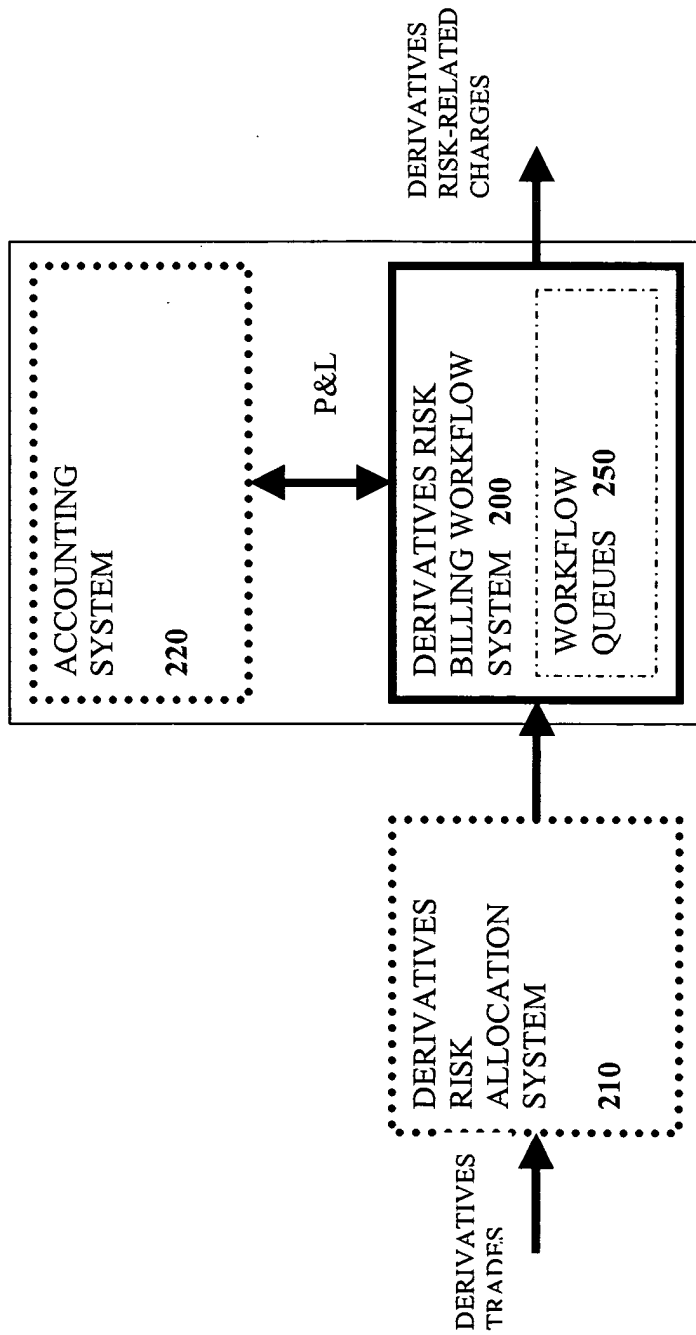 DERIVATIVES
TRADES
DERIVATIVES
RISK
ALLOCATION
SYSTEM
210
ACCOUNTING
SYSTEM
220
P&L
DERIVATIVES RISK
BILLING WORKFLOW
SYSTEM 200
WORKFLOW
QUEUES 250
DERIVATIVES
RISK-RELATED
CHARGES